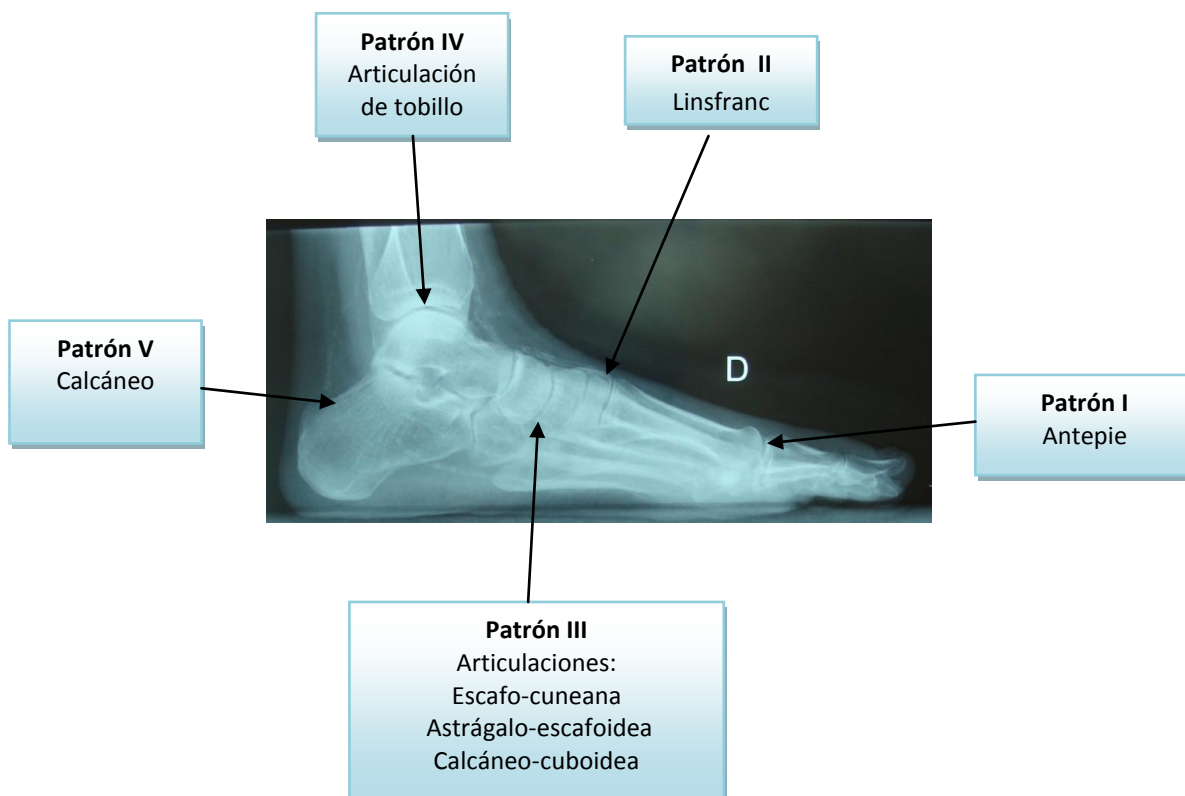 Patrón IV
Articulación
de tobillo
Patrón II
Linsfranc
Patrón V
Calcáneo
D
Patrón I
Antepie
Patrón III
Articulaciones:
Escafo-cuneana
Astrágalo-escafoidea
Calcáneo-cuboidea